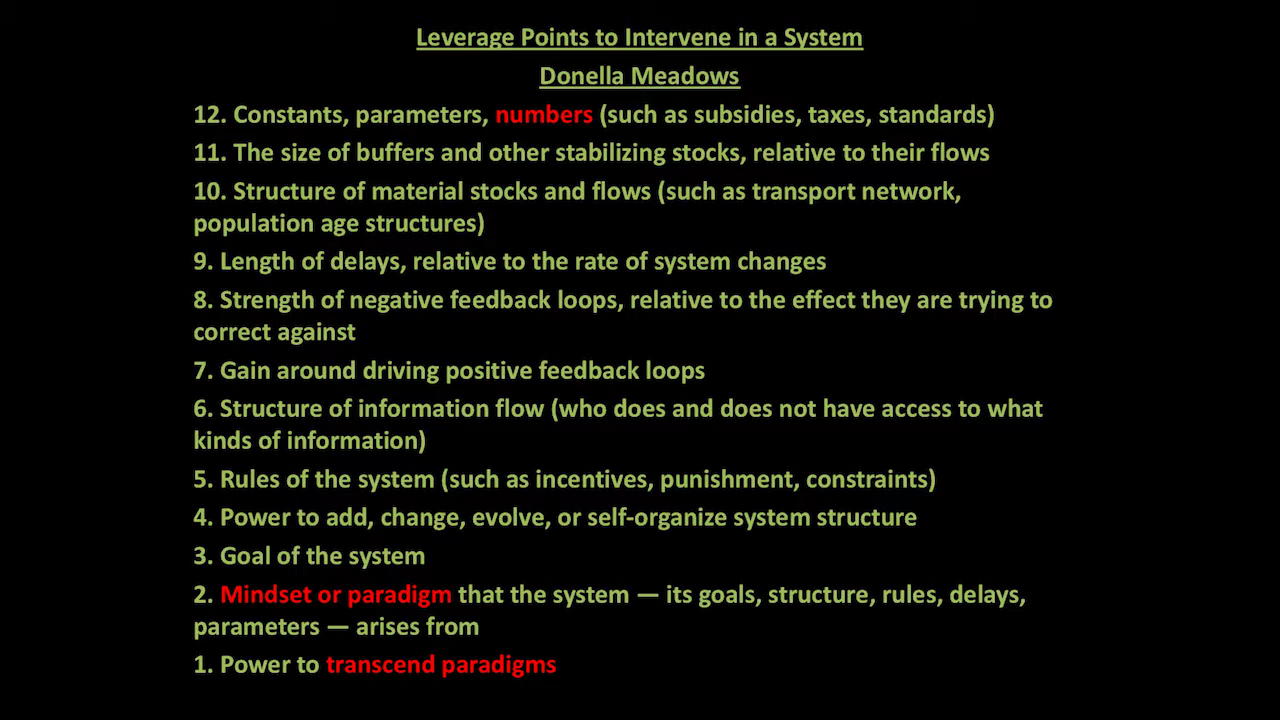 Leverage Points to Intervene in a System
Donella Meadows
12. Constants, parameters, numbers (such as subsidies, taxes, standards)
11. The size of buffers and other stabilizing stocks, relative to their flows
10. Structure of material stocks and flows (such as transport network,
population age structures)
9. Length of delays, relative to the rate of system changes
8. Strength of negative feedback loops, relative to the effect they are trying to
correct against
7. Gain around driving positive feedback loops
6. Structure of information flow (who does and does not have access to what
kinds of information)
5. Rules of the system (such as incentives, punishment, constraints)
4. Power to add, change, evolve, or self-organize system structure
3. Goal of the system
2. Mindset or paradigm that the system — its goals, structure, rules, delays,
parameters — arises from
1. Power to transcend paradigms